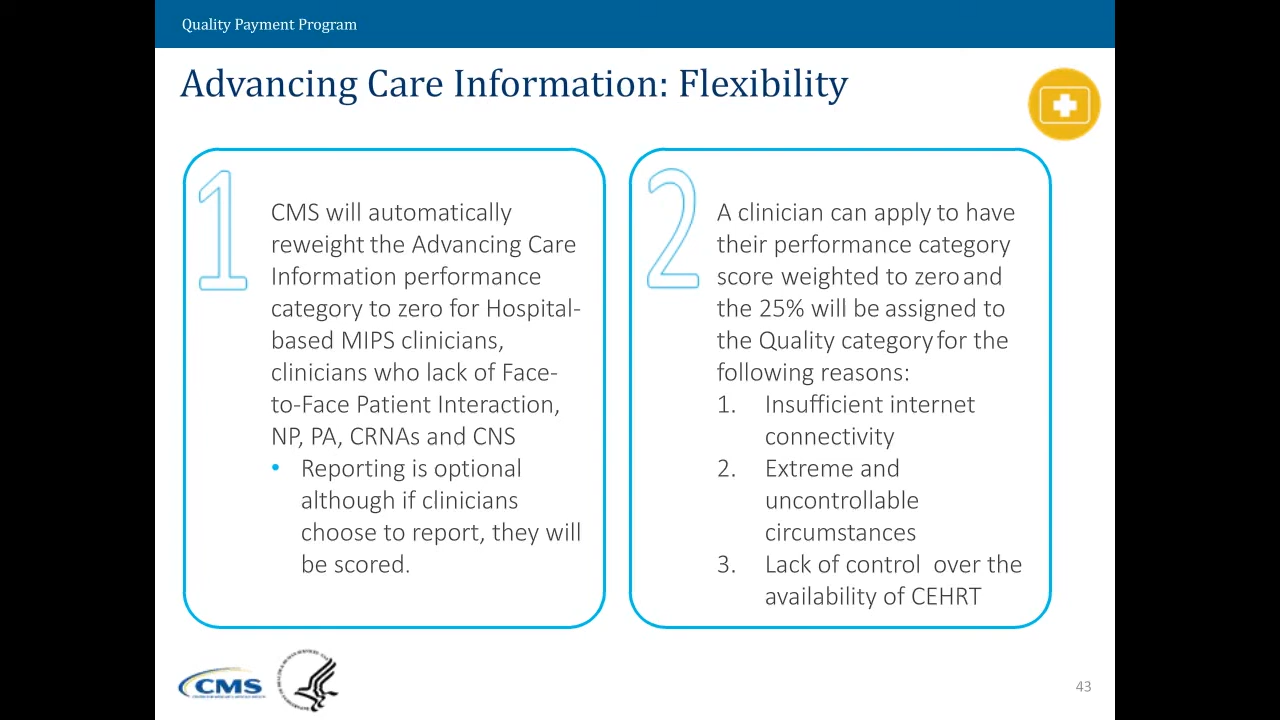 Quality Payment Program
Advancing Care Information: Flexibility
1
CMS will automatically
reweight the Advancing Care
Information performance
category to zero for Hospital-
based MIPS clinicians,
clinicians who lack of Face-
to-Face Patient Interaction,
NP, PA, CRNAs and CNS
• Reporting is optional
although if clinicians
choose to report, they will
be scored.
2
A clinician can apply to have
their performance category
score weighted to zero and
the 25% will be assigned to
the Quality category for the
following reasons:
1. Insufficient internet
connectivity
2. Extreme and
uncontrollable
circumstances
3. Lack of control  over the
availability of CEHRT
CMS
43